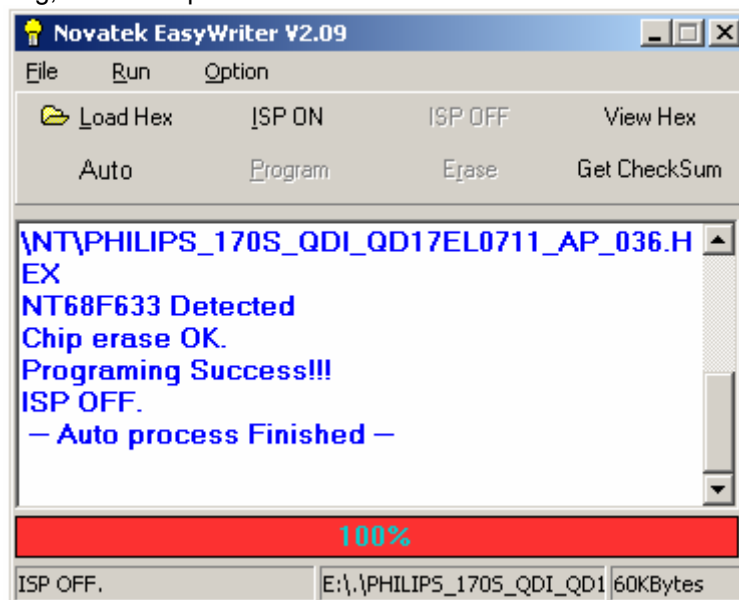 Novatek EasyWriter V2.09
File Run Option
Load Hex ISP ON ISP OFF View Hex
Auto Program Erase Get CheckSum
\NT\PHILIPS_170S_QDI_QD17EL0711_AP_036.H
EX
NT68F633 Detected
Chip erase OK.
Programing Success!!!
ISP OFF.
— Auto process Finished —
100%
ISP OFF. E:\.\PHILIPS_170S_QDI_QD1 60KBytes